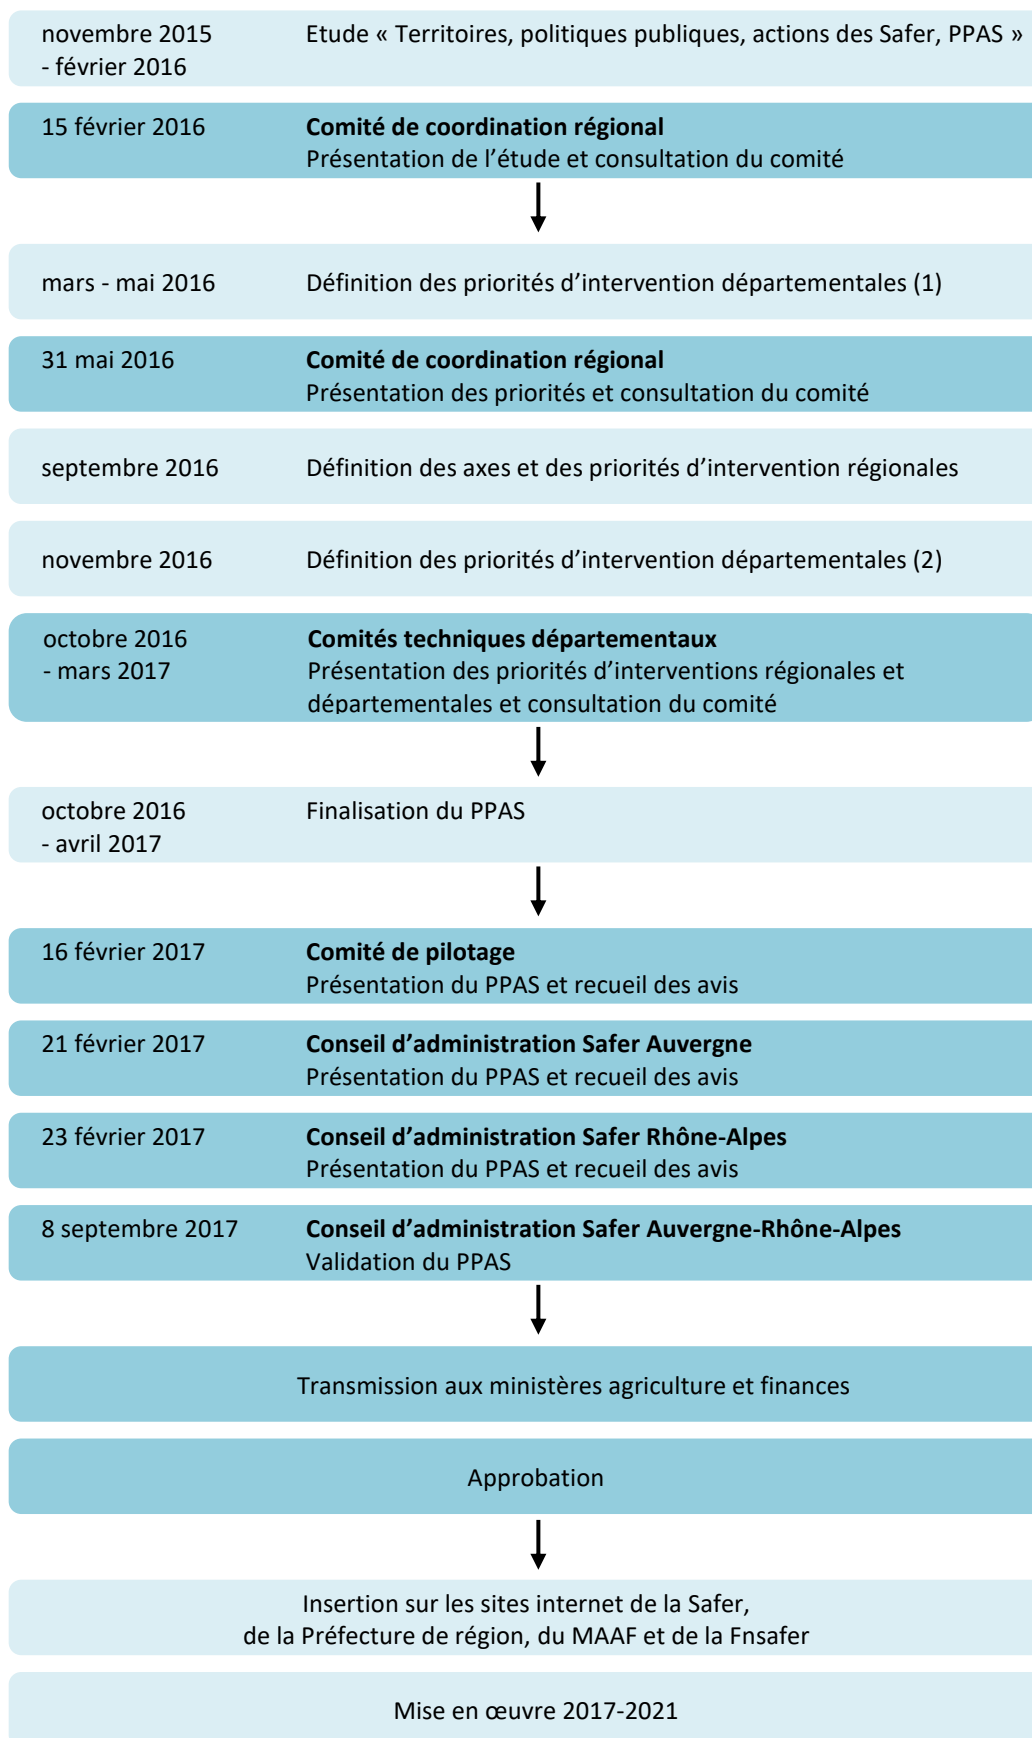 novembre 2015 Etude « Territoires, politiques publiques, actions des Safer, PPAS »
- février 2016
15 février 2016 Comité de coordination régional
Présentation de l’étude et consultation du comité
mars - mai 2016 Définition des priorités d’intervention départementales (1)
31 mai 2016 Comité de coordination régional
Présentation des priorités et consultation du comité
septembre 2016 Définition des axes et des priorités d’intervention régionales
novembre 2016 Définition des priorités d’intervention départementales (2)
octobre 2016 Comités techniques départementaux
- mars 2017 Présentation des priorités d’interventions régionales et
départementales et consultation du comité
octobre 2016 Finalisation du PPAS
- avril 2017
16 février 2017 Comité de pilotage
Présentation du PPAS et recueil des avis
21 février 2017 Conseil d’administration Safer Auvergne
Présentation du PPAS et recueil des avis
23 février 2017 Conseil d’administration Safer Rhône-Alpes
Présentation du PPAS et recueil des avis
8 septembre 2017 Conseil d’administration Safer Auvergne-Rhône-Alpes
Validation du PPAS
Transmission aux ministères agriculture et finances
Approbation
Insertion sur les sites internet de la Safer,
de la Préfecture de région, du MAAF et de la Fnsafer
Mise en œuvre 2017-2021